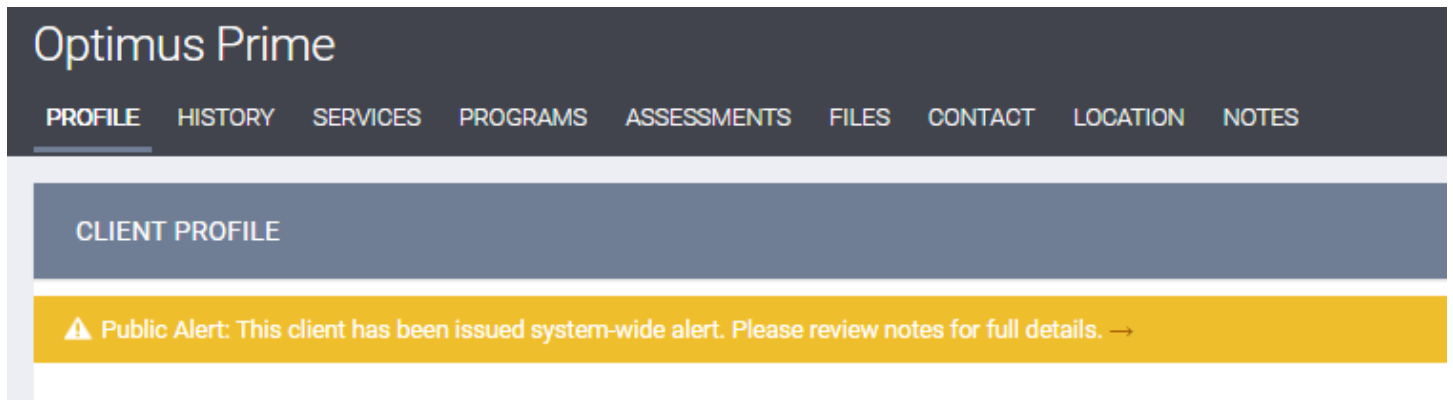 Optimus Prime
PROFILE HISTORY SERVICES PROGRAMS ASSESSMENTS FILES CONTACT LOCATION NOTES
CLIENT PROFILE
Public Alert: This client has been issued system-wide alert. Please review notes for full details. →